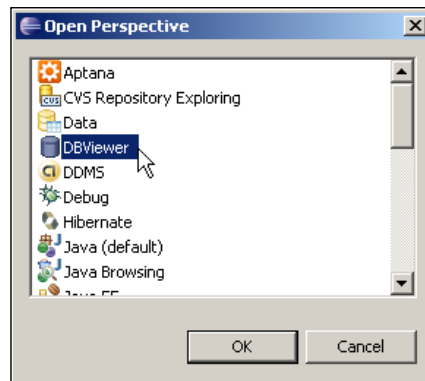 Open Perspective
Aptana
CVS Repository Exploring
Data
DBViewer
DDMS
Debug
Hibernate
Java (default)
Java Browsing
OK
Cancel